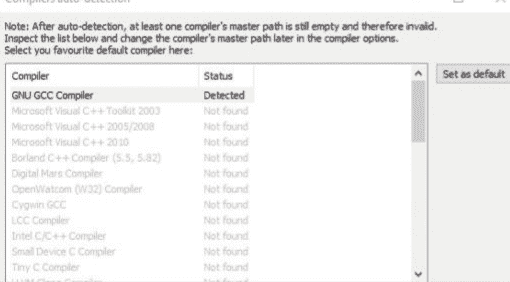 Compilers auto-detection
Note: After auto-detection, at least one compiler's master path is still empty and therefore invalid.
Inspect the list below and change the compiler's master path later in the compiler options.
Select you favourite default compiler here:
Compiler Status
Set as default
GNU GCC Compiler Detected
Microsoft Visual C++ Toolkit 2003 Not found
Microsoft Visual C++ 2005/2008 Not found
Microsoft Visual C++ 2010 Not found
Borland C++ Compiler (5.5, 5.82) Not found
Digital Mars Compiler Not found
OpenWatcom (W32) Compiler Not found
Cygwin GCC Not found
LCC Compiler Not found
Intel C/C++ Compiler Not found
Small Device C Compiler Not found
Tiny C Compiler Not found